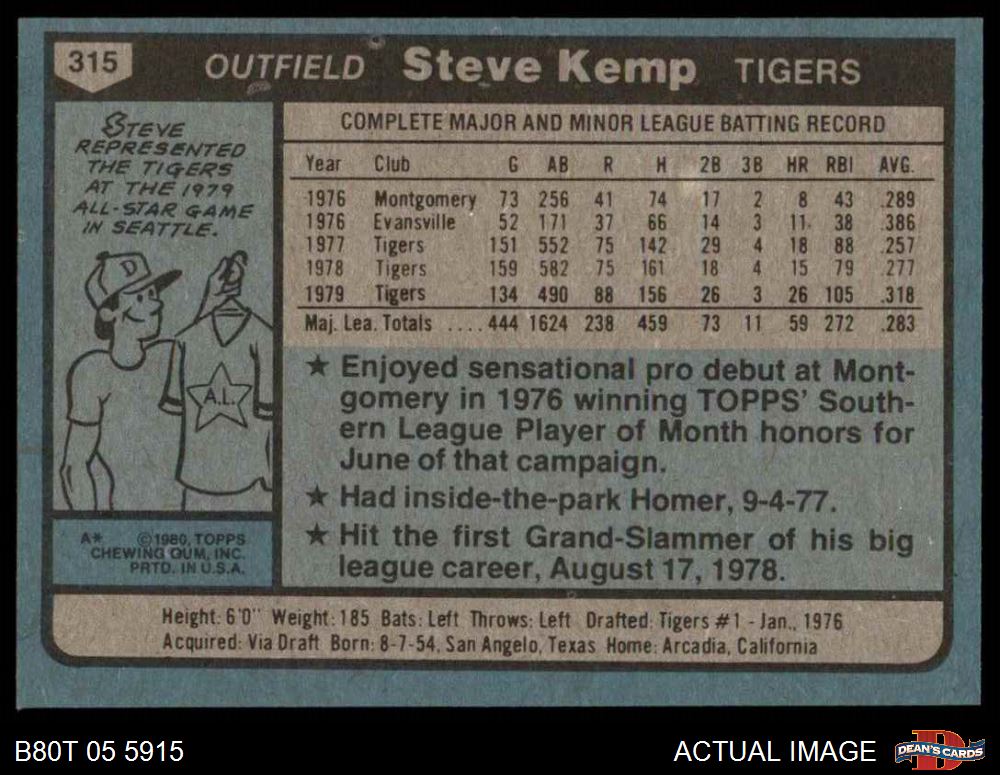 315 OUTFIELD Steve Kemp TIGERS
STEVE
REPRESENTED
THE TIGERS
AT THE 1979
ALL-STAR GAME
IN SEATTLE.
D
A.L.
A* ©1980, TOPPS
CHEWING GUM, INC.
PRTD. IN U.S.A.
COMPLETE MAJOR AND MINOR LEAGUE BATTING RECORD
Year Club G AB R H 2B 3B HR RBI AVG.
1976 Montgomery 73 256 41 74 17 2 8 43 .289
1976 Evansville 52 171 37 66 14 3 11 38 .386
1977 Tigers 151 552 75 142 29 4 18 88 .257
1978 Tigers 159 582 75 161 18 4 15 79 .277
1979 Tigers 134 490 88 156 26 3 26 105 .318
Maj. Lea. Totals .... 444 1624 238 459 73 11 59 272 .283
★ Enjoyed sensational pro debut at Mont-
gomery in 1976 winning TOPPS' South-
ern League Player of Month honors for
June of that campaign.
★ Had inside-the-park Homer, 9-4-77.
★ Hit the first Grand-Slammer of his big
league career, August 17, 1978.
Height: 6'0" Weight: 185 Bats: Left Throws: Left Drafted: Tigers #1 - Jan., 1976
Acquired: Via Draft Born: 8-7-54, San Angelo, Texas Home: Arcadia, California
B80T 05 5915 ACTUAL IMAGE DEAN'S CARDS